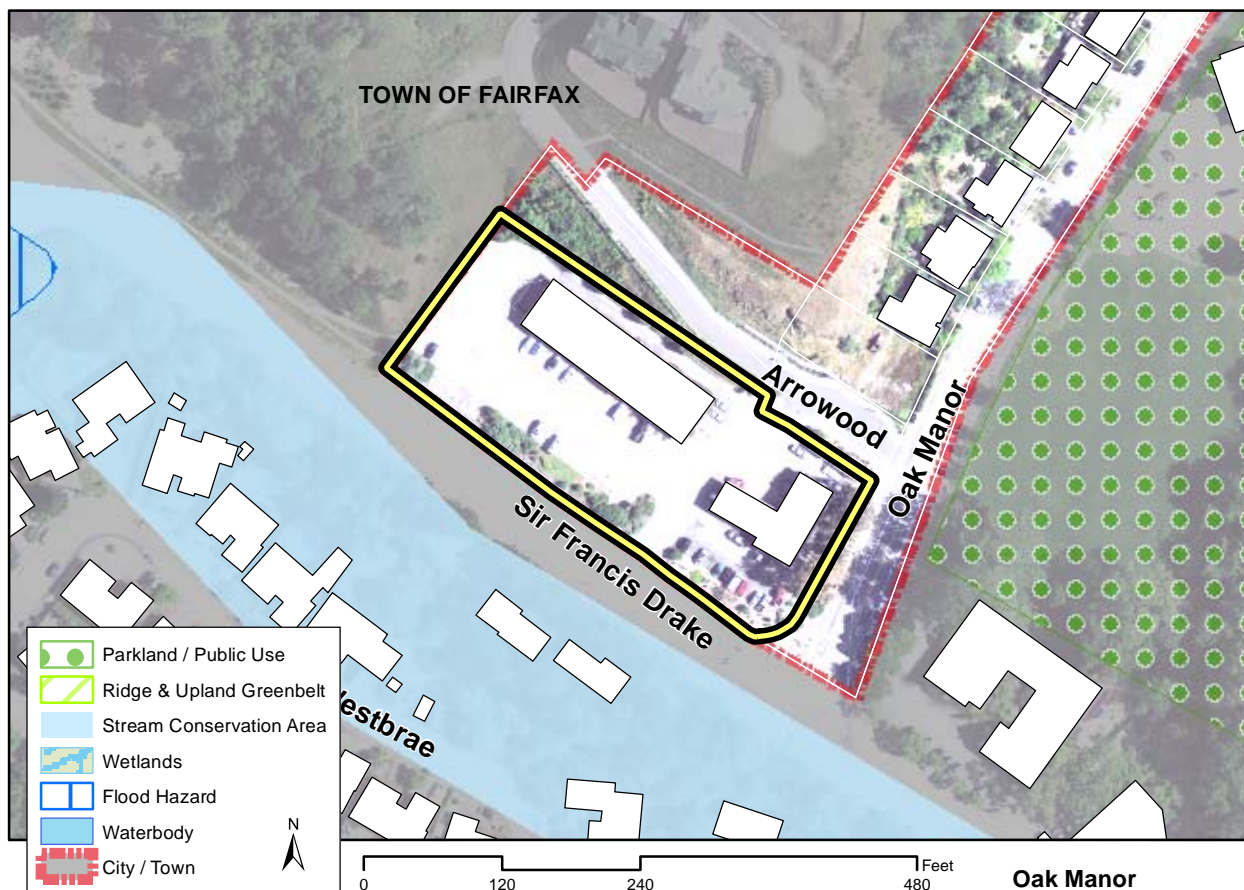 TOWN OF FAIRFAX
Arrowood
Oak Manor
Sir Francis Drake
Parkland / Public Use
Ridge & Upland Greenbelt
Stream Conservation Area
Wetlands
Flood Hazard
Waterbody
City / Town
estbrae
N
Feet
0 120 240 480
Oak Manor